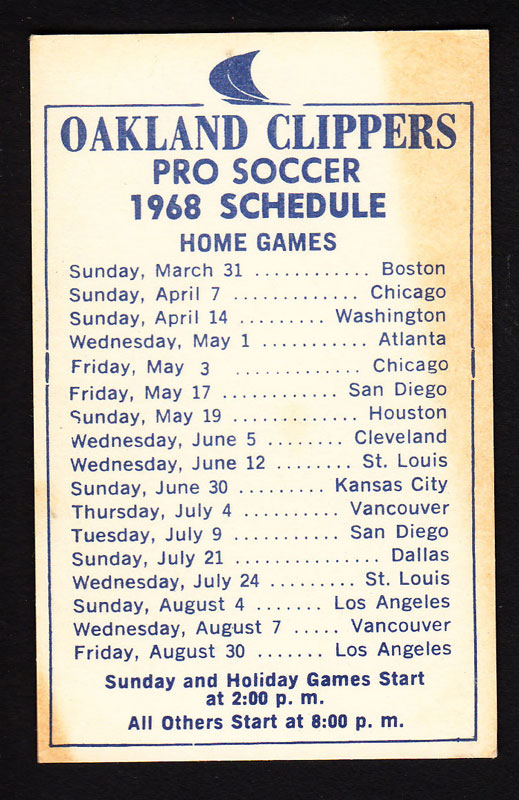 OAKLAND CLIPPERS
PRO SOCCER
1968 SCHEDULE
HOME GAMES
Sunday, March 31 ............ Boston
Sunday, April 7 ............. Chicago
Sunday, April 14 ......... Washington
Wednesday, May 1 ........... Atlanta
Friday, May 3 ............. Chicago
Friday, May 17 ............ San Diego
Sunday, May 19 ............ Houston
Wednesday, June 5 ........ Cleveland
Wednesday, June 12 ........ St. Louis
Sunday, June 30 ......... Kansas City
Thursday, July 4 .......... Vancouver
Tuesday, July 9 ........... San Diego
Sunday, July 21 ............... Dallas
Wednesday, July 24 ......... St. Louis
Sunday, August 4 ....... Los Angeles
Wednesday, August 7 ..... Vancouver
Friday, August 30 ....... Los Angeles
Sunday and Holiday Games Start
at 2:00 p. m.
All Others Start at 8:00 p. m.